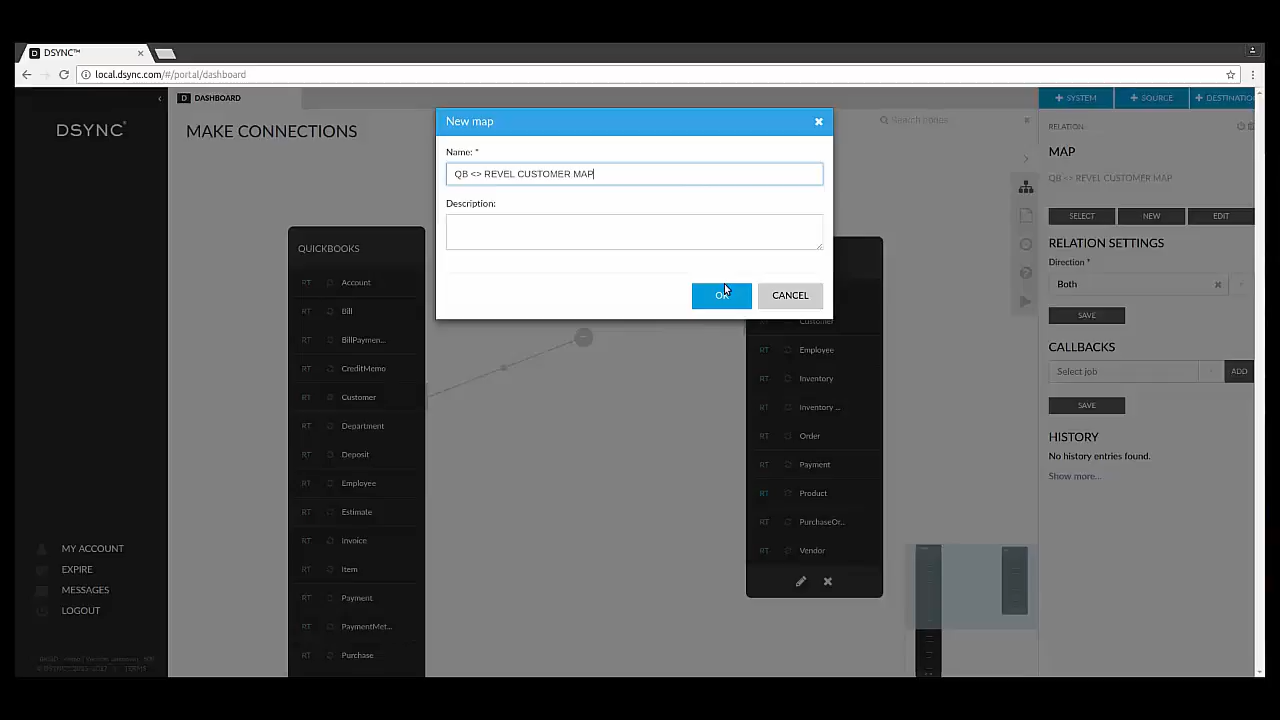 DSYNC™
local.dsync.com/#/portal/dashboard
DSYNC
MY ACCOUNT
EXPIRE
MESSAGES
LOGOUT
DASHBOARD
MAKE CONNECTIONS
QUICKBOOKS
RT Account
RT Bill
RT BillPaymen...
RT CreditMemo
RT Customer
RT Department
RT Deposit
RT Employee
RT Estimate
RT Invoice
RT Item
RT Payment
RT PaymentMet...
RT Purchase
New map
Name: *
QB <> REVEL CUSTOMER MAP
Description:
OK
CANCEL
Search nodes...
Customer
RT Employee
RT Inventory
RT Inventory ...
RT Order
RT Payment
RT Product
RT PurchaseOr...
RT Vendor
+ SYSTEM
+ SOURCE
+ DESTINATIO
RELATION:
MAP
QB <> REVEL CUSTOMER MAP
SELECT
NEW
EDIT
RELATION SETTINGS
Direction *
Both
SAVE
CALLBACKS
Select job
ADD
SAVE
HISTORY
No history entries found.
Show more...